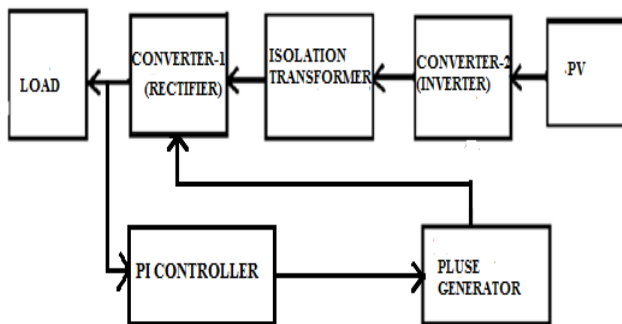 LOAD
CONVERTER-1
(RECTIFIER)
ISOLATION
TRANSFORMER
CONVERTER-2
(INVERTER)
PV
PI CONTROLLER
PLUSE
GENERATOR